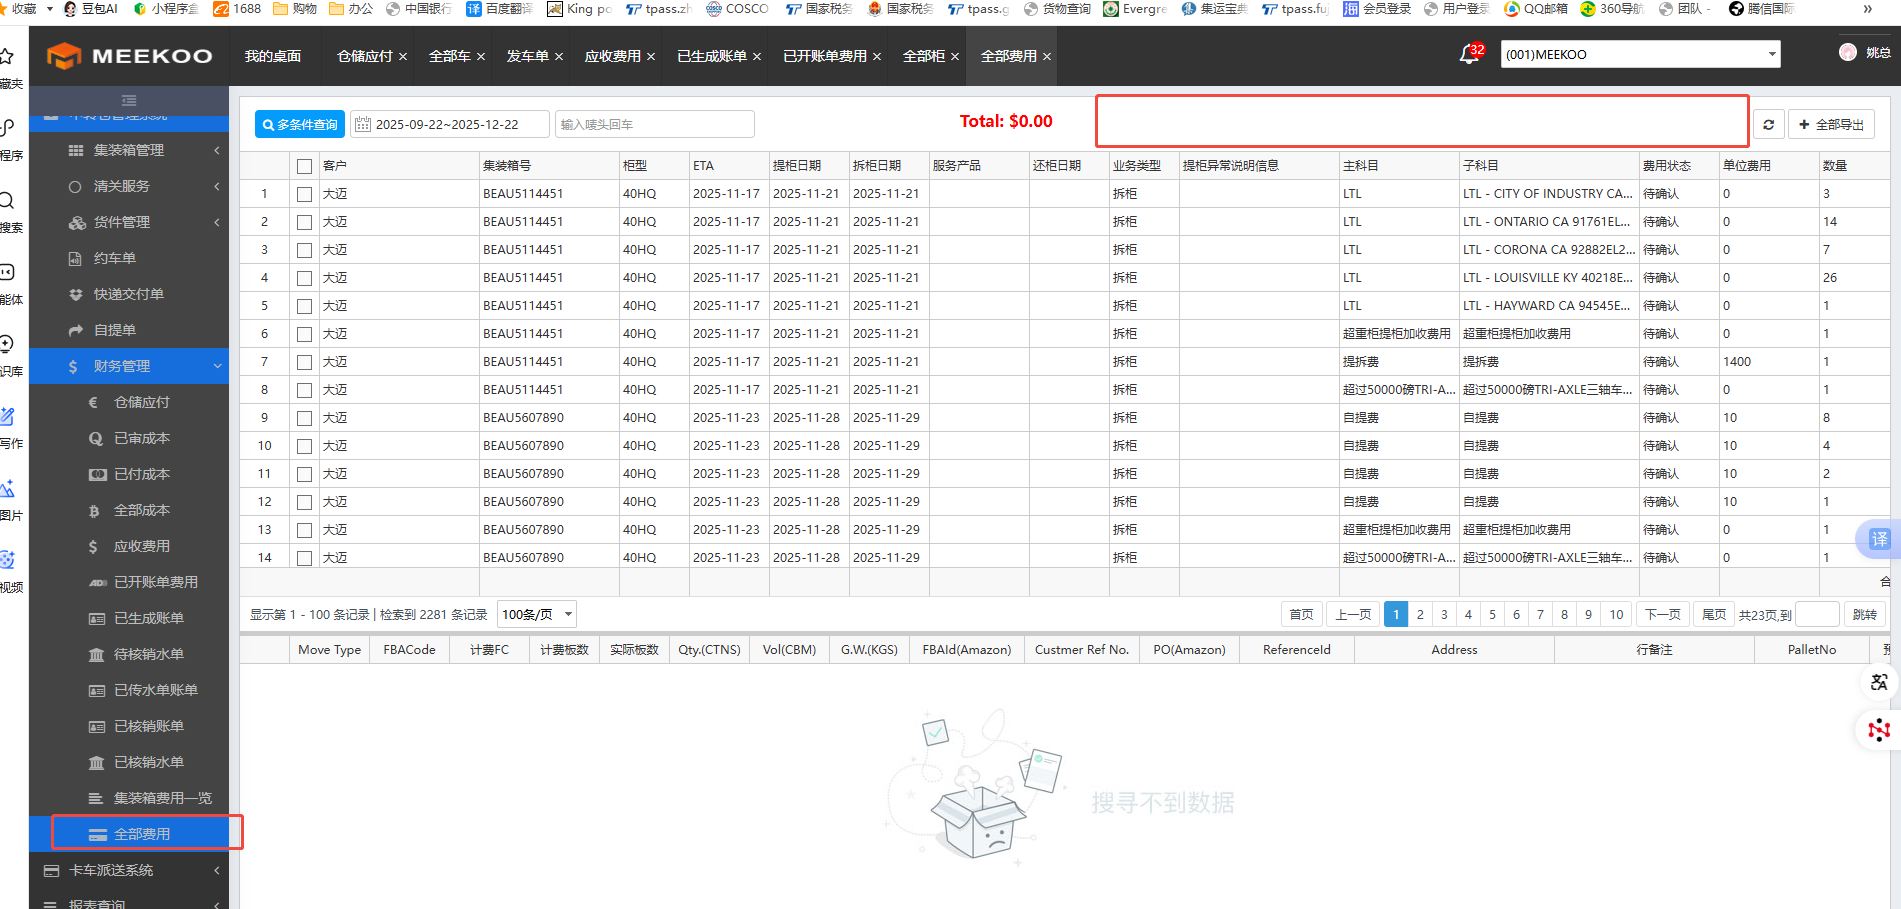 收藏 豆包AI 小程序盒 1688 购物 办公 中国银行 百度翻译 King po tpass.zh COSCO 国家税务 国家税务 tpass.g 货物查询 Evergre 集运宝典 tpass.fuj 会员登录 用户登录 QQ邮箱 360导航 团队 - 腾信国际 »
MEEKOO 我的桌面 仓储应付 × 全部车 × 发车单 × 应收费用 × 已生成账单 × 已开账单费用 × 全部柜 × 全部费用 × 32 (001)MEEKOO 姚总
藏夹
程序
搜索
能体
识库
写作
图片
视频
集装箱管理
清关服务
货件管理
约车单
快递交付单
自提单
财务管理
仓储应付
已审成本
已付成本
全部成本
应收费用
已开账单费用
已生成账单
待核销水单
已传水单账单
已核销账单
已核销水单
集装箱费用一览
全部费用
卡车派送系统
报表查询
多条件查询 2025-09-22~2025-12-22 输入唛头回车 Total: $0.00 全部导出
客户 集装箱号 柜型 ETA 提柜日期 拆柜日期 服务产品 还柜日期 业务类型 提柜异常说明信息 主科目 子科目 费用状态 单位费用 数量
1 大迈 BEAU5114451 40HQ 2025-11-17 2025-11-21 2025-11-21 拆柜 LTL LTL - CITY OF INDUSTRY CA... 待确认 0 3
2 大迈 BEAU5114451 40HQ 2025-11-17 2025-11-21 2025-11-21 拆柜 LTL LTL - ONTARIO CA 91761EL... 待确认 0 14
3 大迈 BEAU5114451 40HQ 2025-11-17 2025-11-21 2025-11-21 拆柜 LTL LTL - CORONA CA 92882EL2... 待确认 0 7
4 大迈 BEAU5114451 40HQ 2025-11-17 2025-11-21 2025-11-21 拆柜 LTL LTL - LOUISVILLE KY 40218E... 待确认 0 26
5 大迈 BEAU5114451 40HQ 2025-11-17 2025-11-21 2025-11-21 拆柜 LTL LTL - HAYWARD CA 94545E... 待确认 0 1
6 大迈 BEAU5114451 40HQ 2025-11-17 2025-11-21 2025-11-21 拆柜 超重柜提柜加收费用 超重柜提柜加收费用 待确认 0 1
7 大迈 BEAU5114451 40HQ 2025-11-17 2025-11-21 2025-11-21 拆柜 提拆费 提拆费 待确认 1400 1
8 大迈 BEAU5114451 40HQ 2025-11-17 2025-11-21 2025-11-21 拆柜 超过50000磅TRI-A... 超过50000磅TRI-AXLE三轴车... 待确认 0 1
9 大迈 BEAU5607890 40HQ 2025-11-23 2025-11-28 2025-11-29 拆柜 自提费 自提费 待确认 10 8
10 大迈 BEAU5607890 40HQ 2025-11-23 2025-11-28 2025-11-29 拆柜 自提费 自提费 待确认 10 4
11 大迈 BEAU5607890 40HQ 2025-11-23 2025-11-28 2025-11-29 拆柜 自提费 自提费 待确认 10 2
12 大迈 BEAU5607890 40HQ 2025-11-23 2025-11-28 2025-11-29 拆柜 自提费 自提费 待确认 10 1
13 大迈 BEAU5607890 40HQ 2025-11-23 2025-11-28 2025-11-29 拆柜 超重柜提柜加收费用 超重柜提柜加收费用 待确认 0 1
14 大迈 BEAU5607890 40HQ 2025-11-23 2025-11-28 2025-11-29 拆柜 超过50000磅TRI-A... 超过50000磅TRI-AXLE三轴车... 待确认 0 1
合
显示第 1 - 100 条记录 | 检索到 2281 条记录 100条/页 首页 上一页 1 2 3 4 5 6 7 8 9 10 下一页 尾页 共23页,到 跳转
Move Type FBACode 计费FC 计费板数 实际板数 Qty.(CTNS) Vol(CBM) G.W.(KGS) FBAId(Amazon) Custmer Ref No. PO(Amazon) ReferenceId Address 行备注 PalletNo 预
搜寻不到数据
译